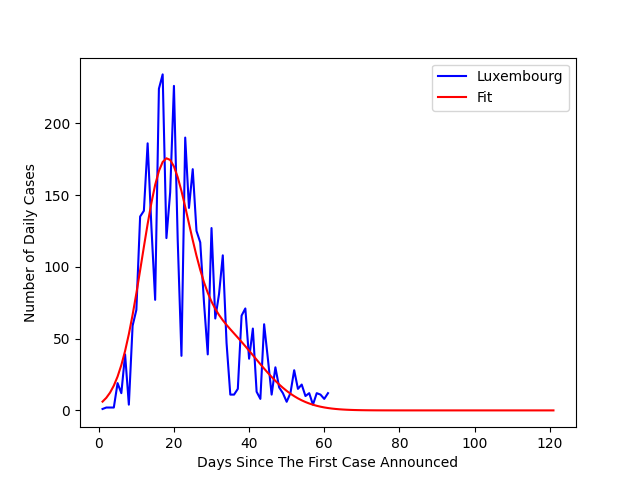 Luxembourg
Fit
Number of Daily Cases
200
150
100
50
0
0 20 40 60 80 100 120
Days Since The First Case Announced